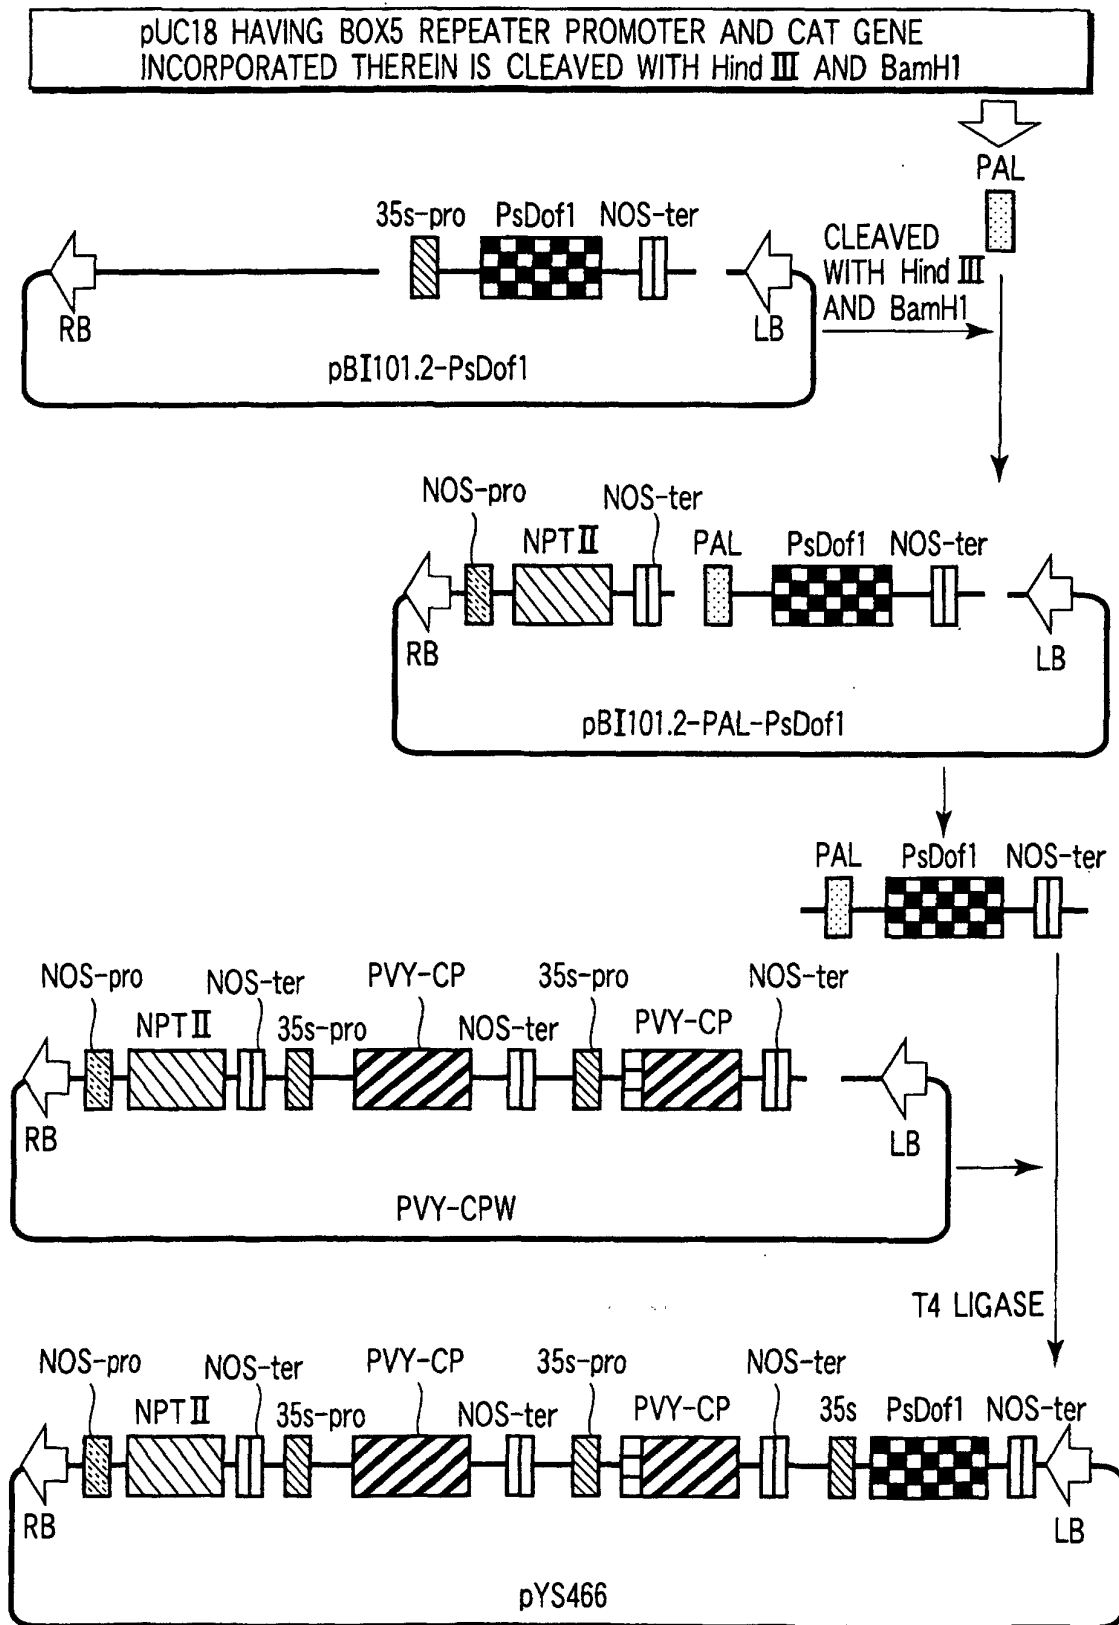 pUC18 HAVING BOX5 REPEATER PROMOTER AND CAT GENE
INCORPORATED THEREIN IS CLEAVED WITH Hind III AND BamH1
PAL
35s-pro PsDof1 NOS-ter
CLEAVED
WITH Hind III
AND BamH1
RB LB
pBI101.2-PsDof1
NOS-pro NOS-ter
NPT II PAL PsDof1 NOS-ter
RB LB
pBI101.2-PAL-PsDof1
PAL PsDof1 NOS-ter
NOS-pro NOS-ter PVY-CP 35s-pro NOS-ter
NPT II 35s-pro NOS-ter PVY-CP
RB LB
PVY-CPW
T4 LIGASE
NOS-pro NOS-ter PVY-CP 35s-pro NOS-ter
NPT II 35s-pro NOS-ter PVY-CP 35s PsDof1 NOS-ter
RB LB
pYS466